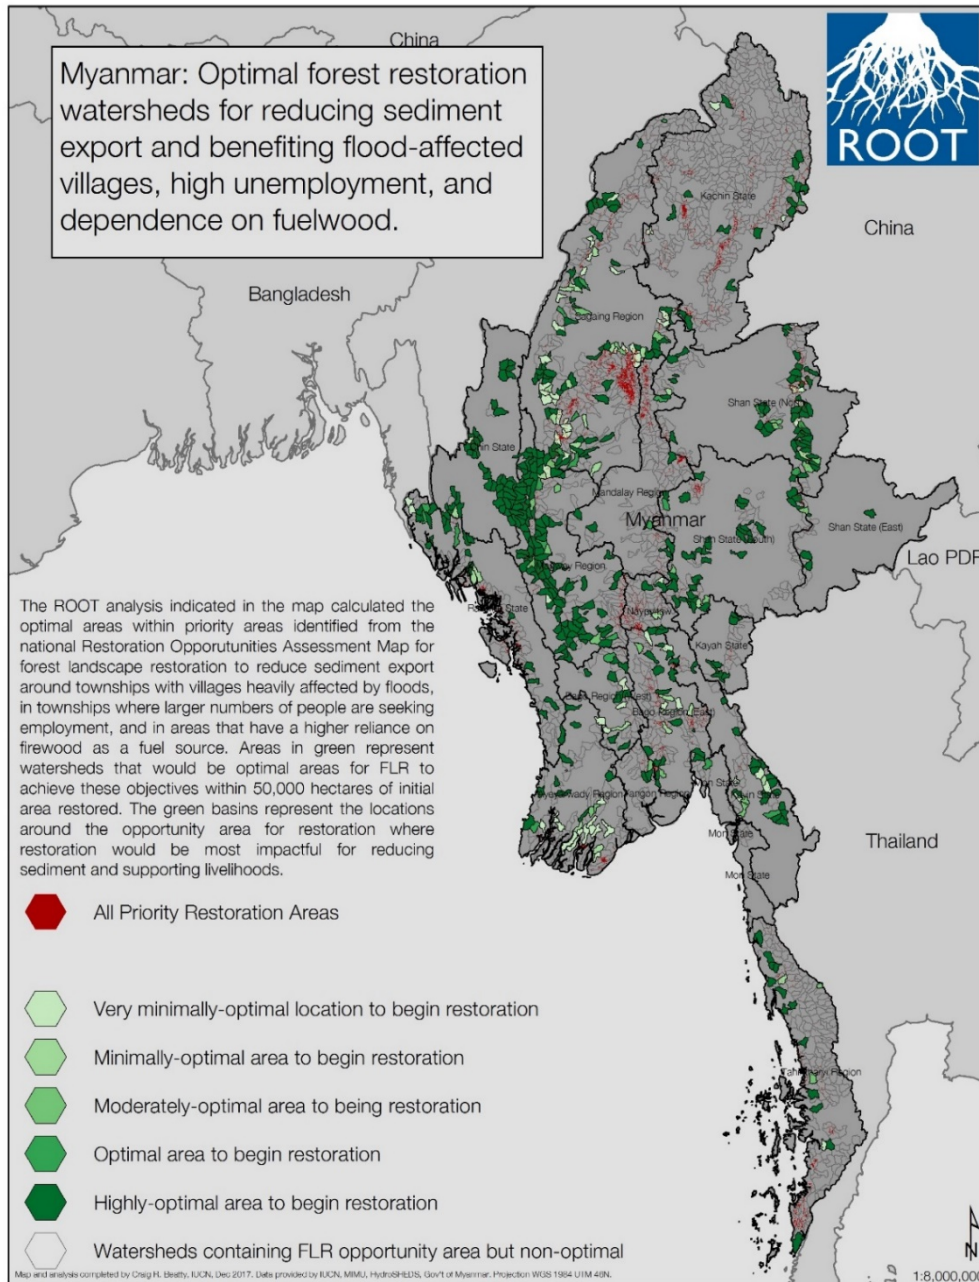 China
Myanmar: Optimal forest restoration
watersheds for reducing sediment
export and benefiting flood-affected
villages, high unemployment, and
dependence on fuelwood.
ROOT
Kachin State
China
Bangladesh
Sagaing Region
Shan State (North)
Chin State
Mandalay Region
Myanmar
Shan State (South)
Shan State (East)
Lao PDR
Magway Region
The ROOT analysis indicated in the map calculated the
optimal areas within priority areas identified from the
national Restoration Opporutunities Assessment Map for
forest landscape restoration to reduce sediment export
around townships with villages heavily affected by floods,
in townships where larger numbers of people are seeking
employment, and in areas that have a higher reliance on
firewood as a fuel source. Areas in green represent
watersheds that would be optimal areas for FLR to
achieve these objectives within 50,000 hectares of initial
area restored. The green basins represent the locations
around the opportunity area for restoration where
restoration would be most impactful for reducing
sediment and supporting livelihoods.
State
Kayah State
Bago Region (East)
Yangon Region
Kayin State
Mon State
Mon State
Thailand
Tanintharyi Region
All Priority Restoration Areas
Very minimally-optimal location to begin restoration
Minimally-optimal area to begin restoration
Moderately-optimal area to being restoration
Optimal area to begin restoration
Highly-optimal area to begin restoration
Watersheds containing FLR opportunity area but non-optimal
N
Map and analysis completed by Craig R. Beatty, IUCN, Dec 2017. Data provided by IUCN, MIMU, HydroSHEDS, Gov't of Myanmar. Projection WGS 1984 UTM 46N.